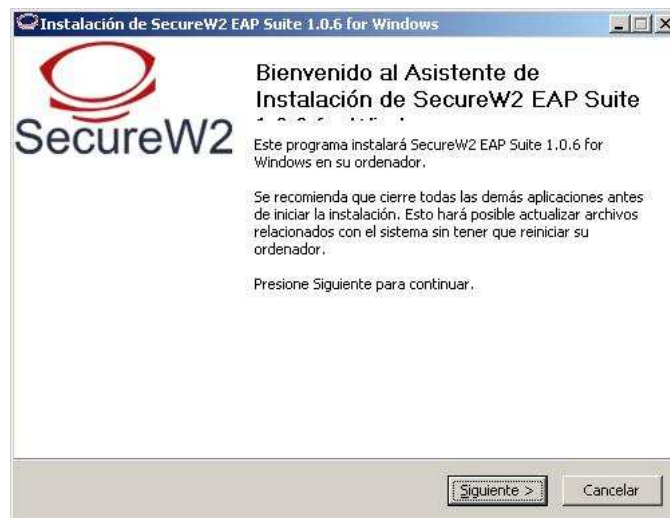 Instalación de SecureW2 EAP Suite 1.0.6 for Windows
SecureW2
Bienvenido al Asistente de
Instalación de SecureW2 EAP Suite
Este programa instalará SecureW2 EAP Suite 1.0.6 for
Windows en su ordenador.
Se recomienda que cierre todas las demás aplicaciones antes
de iniciar la instalación. Esto hará posible actualizar archivos
relacionados con el sistema sin tener que reiniciar su
ordenador.
Presione Siguiente para continuar.
Siguiente >
Cancelar